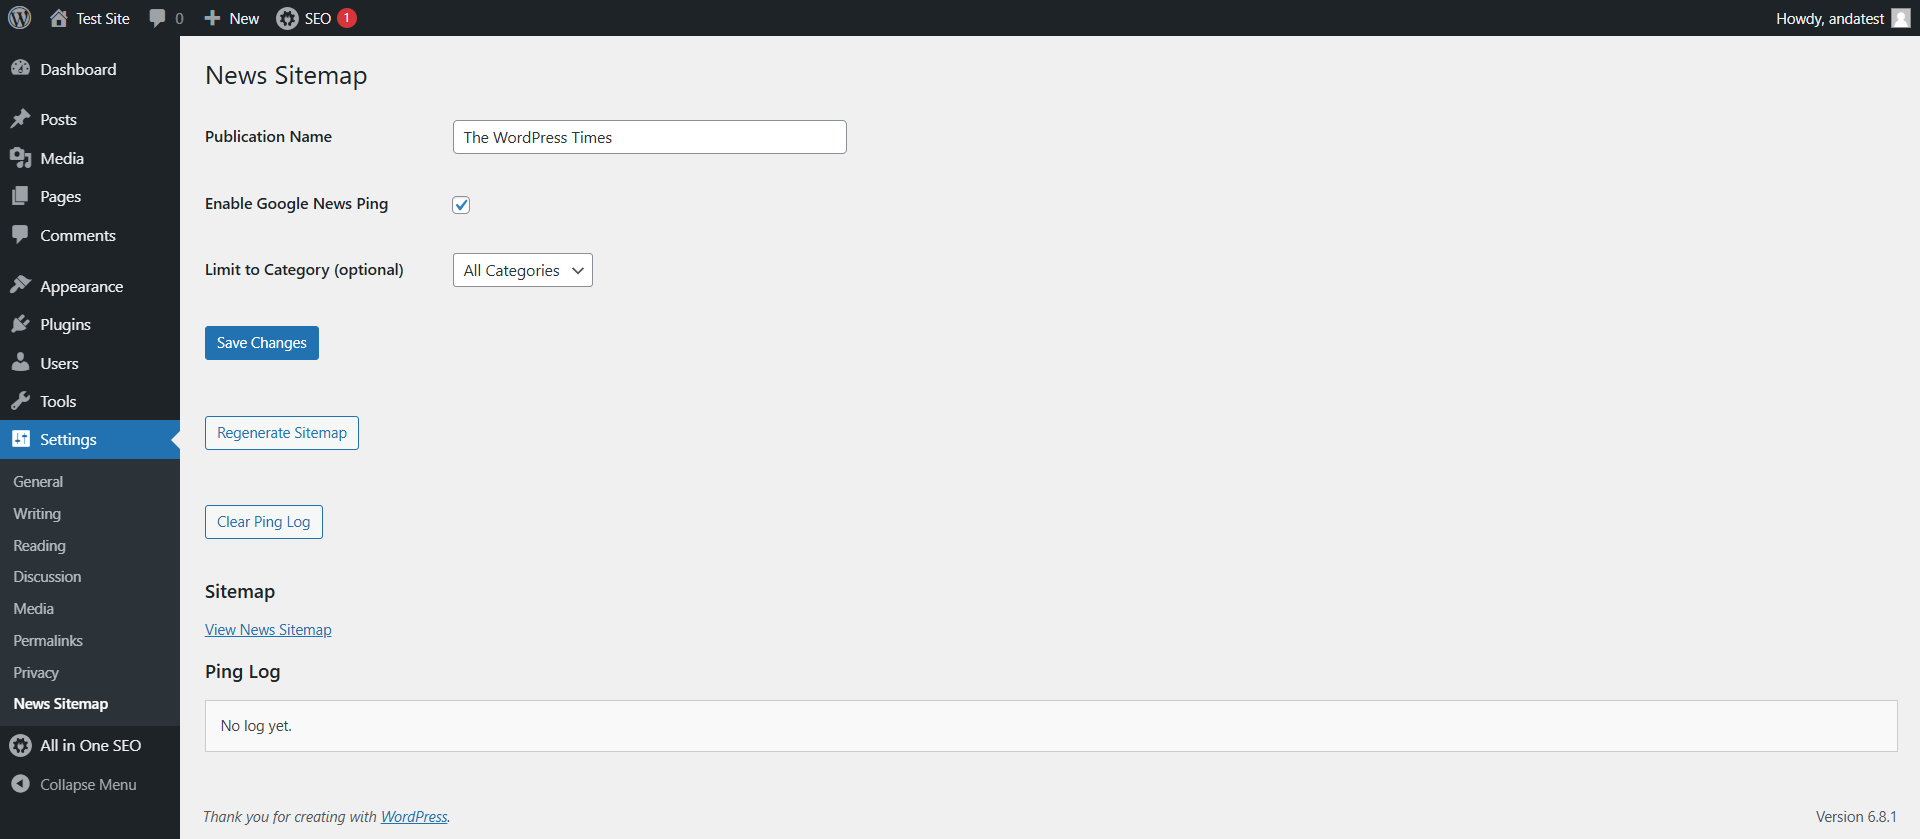 Test Site
0
New
SEO
1
Howdy, andatest
Dashboard
Posts
Media
Pages
Comments
Appearance
Plugins
Users
Tools
Settings
General
Writing
Reading
Discussion
Media
Permalinks
Privacy
News Sitemap
All in One SEO
Collapse Menu
News Sitemap
Publication Name
The WordPress Times
Enable Google News Ping
Limit to Category (optional)
All Categories
Save Changes
Regenerate Sitemap
Clear Ping Log
Sitemap
View News Sitemap
Ping Log
No log yet.
Thank you for creating with WordPress.
Version 6.8.1